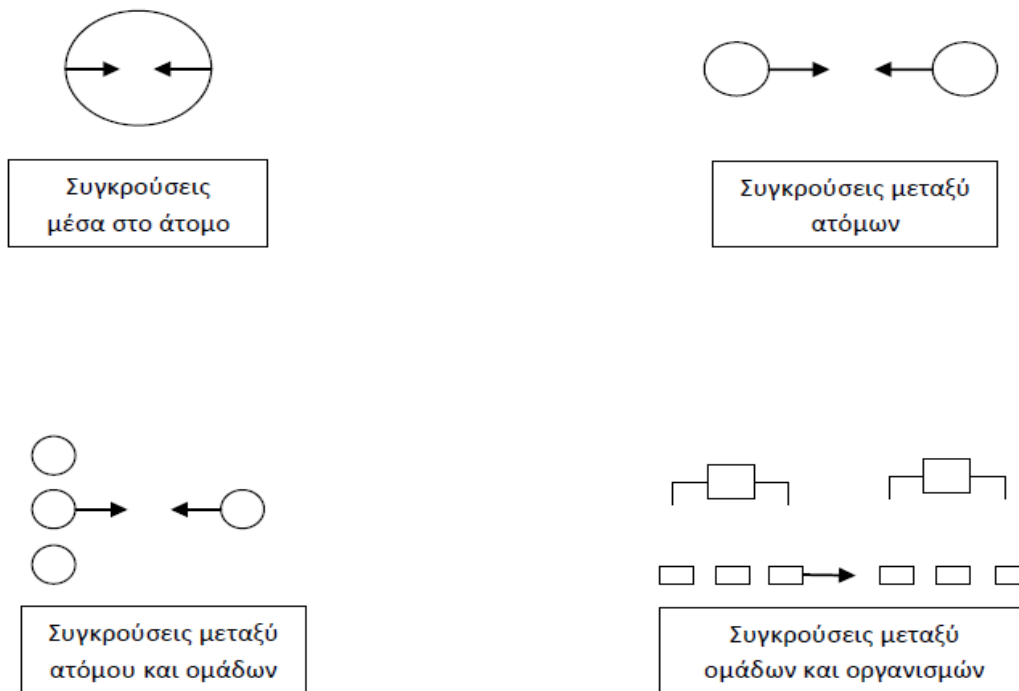 Συγκρούσεις
μέσα στο άτομο
Συγκρούσεις μεταξύ
ατόμων
Συγκρούσεις μεταξύ
ατόμου και ομάδων
Συγκρούσεις μεταξύ
ομάδων και οργανισμών